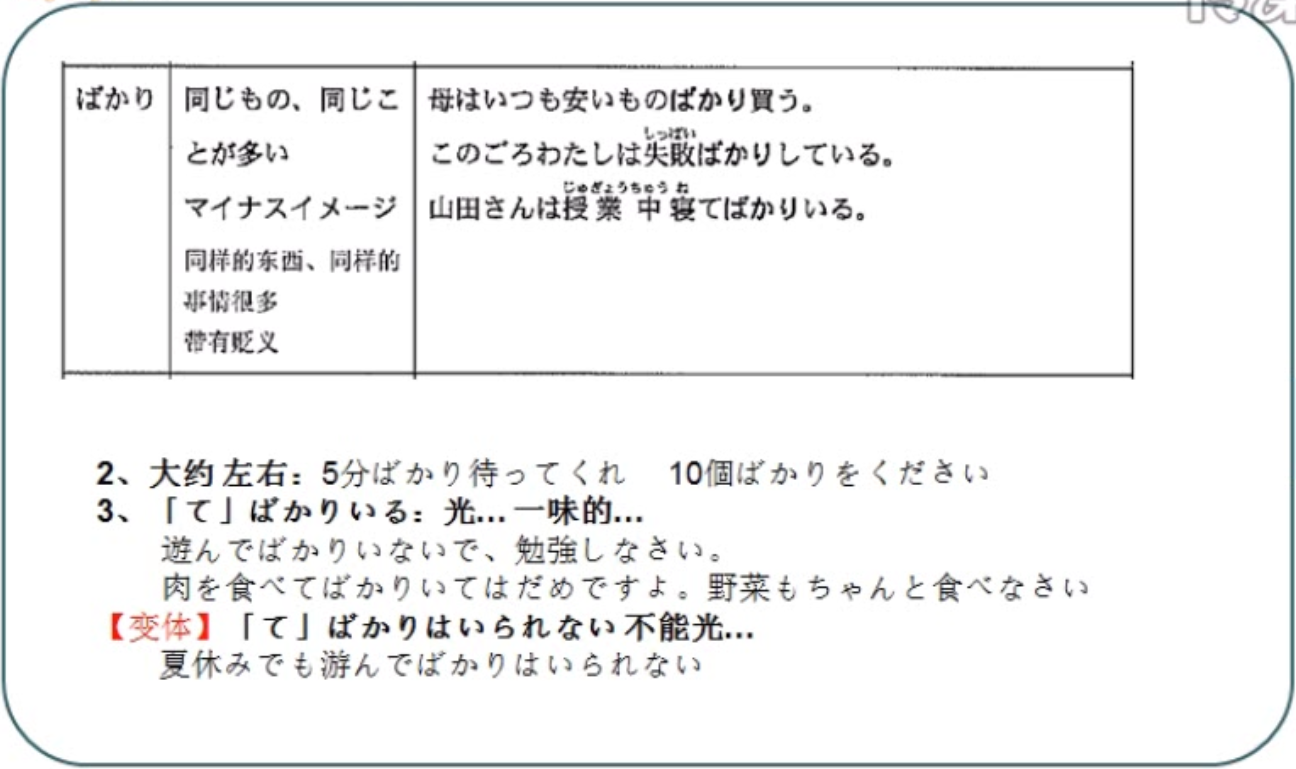 ばかり
同じもの、同じこ
とが多い
マイナスイメージ
同样的东西、同样的
事情很多
带有贬义
母はいつも安いものばかり買う。
しっぱい
このごろわたしは失敗ばかりしている。
じゅぎょうちゅう ね
山田さんは授業中寝てばかりいる。
2、大约 左右：5分ばかり待ってくれ 10個ばかりをください
3、「て」ばかりいる：光… 一味的…
遊んでばかりいないで、勉強しなさい。
肉を食べてばかりいてはだめですよ。野菜もちゃんと食べなさい
【变体】「て」ばかりはいられない 不能光…
夏休みでも游んでばかりはいられない